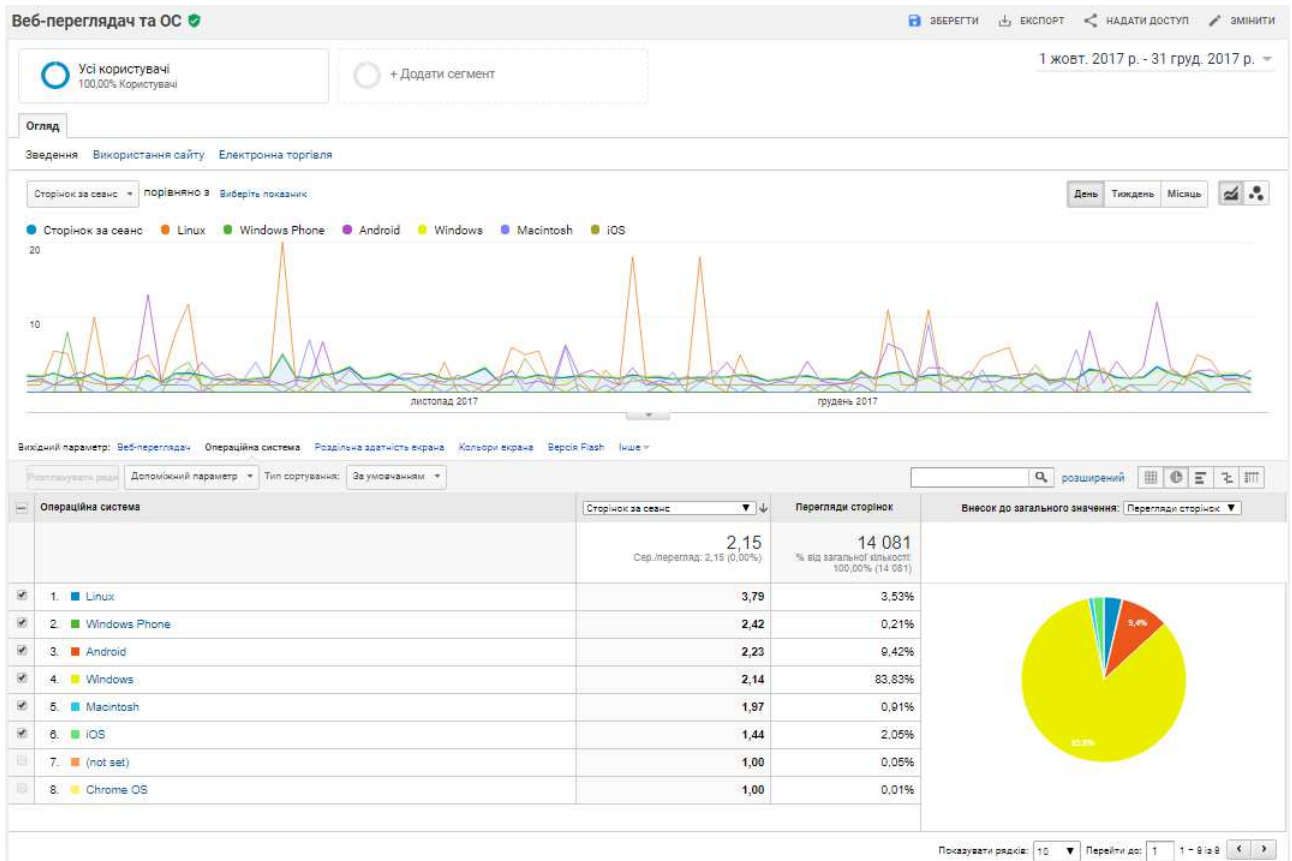 Веб-переглядач та ОС
ЗБЕРЕГТИ ЕКСПОРТ НАДАТИ ДОСТУП ЗМІНИТИ
Усі користувачі
100,00% Користувачі
+ Додати сегмент
1 жовт. 2017 р. - 31 груд. 2017 р.
Огляд
Зведення Використання сайту Електронна торгівля
Сторінок за сеанс порівняно з Виберіть показник
День Тиждень Місяць
Сторінок за сеанс Linux Windows Phone Android Windows Macintosh iOS
20
10
листопад 2017 грудень 2017
Вихідний параметр: Веб-переглядач Операційна система Роздільна здатність екрана Кольори екрана Версія Flash Інше
Розпланувати ряди Допоміжний параметр Тип сортування: За умовчанням
розширений
Операційна система Сторінок за сеанс Перегляди сторінок Внесок до загального значення: Перегляди сторінок
2,15 14 081
Сер./перегляд: 2,15 (0,00%) % від загальної кількості: 100,00% (14 081)
1. Linux 3,79 3,53%
2. Windows Phone 2,42 0,21%
3. Android 2,23 9,42%
4. Windows 2,14 83,83%
5. Macintosh 1,97 0,91%
6. iOS 1,44 2,05%
7. (not set) 1,00 0,05%
8. Chrome OS 1,00 0,01%
9,4%
83,8%
Показувати рядків: 10 Перейти до: 1 1 – 8 із 8